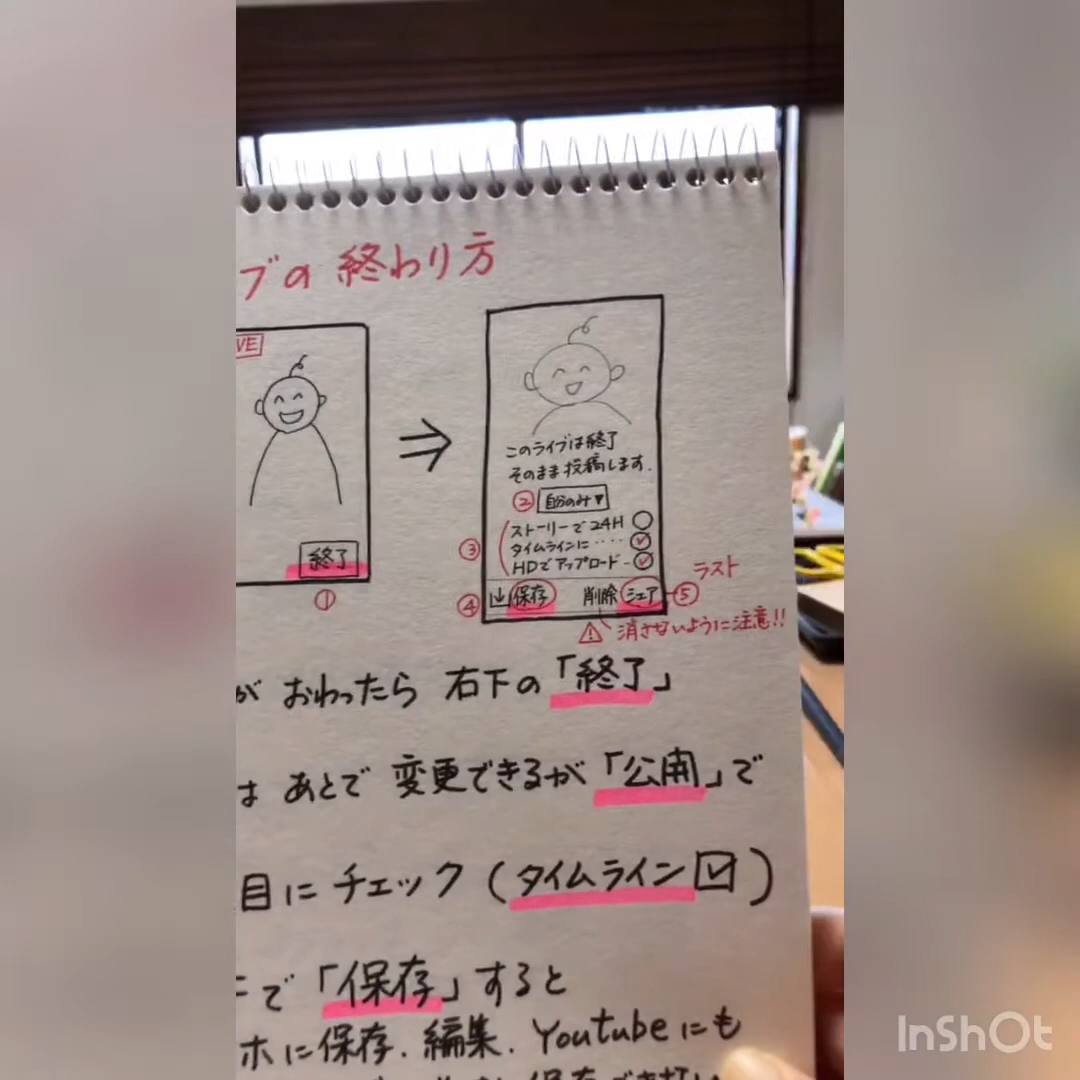 ブの終わり方
VE
終了
①
このライブは終了
そのまま投稿します.
② 自分のみ▼
③
ストーリーで24H
タイムラインに・・・・
HDでアップロード-
④ 保存 削除 シェア ⑤ ラスト
⚠ 消さないように注意!!
が おわったら 右下の「終了」
は あとで 変更できるが「公開」で
目にチェック(タイムライン☑)
で「保存」すると
ホに保存.編集.Youtubeにも
InShOt